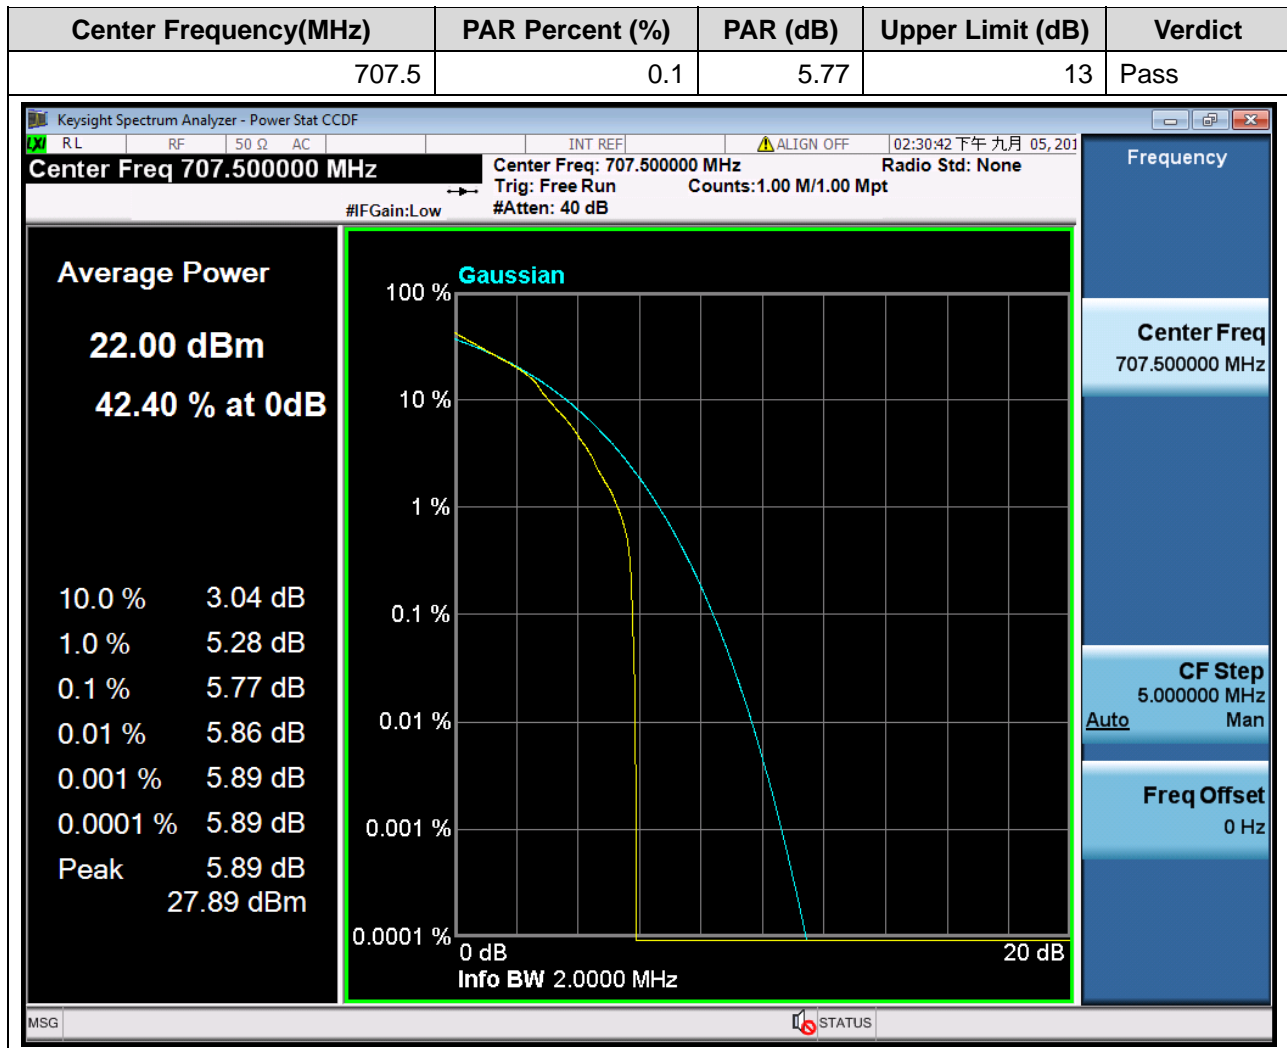 Center Frequency(MHz) PAR Percent (%) PAR (dB) Upper Limit (dB) Verdict
707.5 0.1 5.77 13 Pass
Keysight Spectrum Analyzer - Power Stat CCDF
LXI RL RF 50 Ω AC INT REF ALIGN OFF 02:30:42 下午 九月 05, 201
Center Freq 707.500000 MHz
Center Freq: 707.500000 MHz Radio Std: None
Trig: Free Run Counts:1.00 M/1.00 Mpt
#IFGain:Low #Atten: 40 dB
Average Power
22.00 dBm
42.40 % at 0dB
10.0 % 3.04 dB
1.0 % 5.28 dB
0.1 % 5.77 dB
0.01 % 5.86 dB
0.001 % 5.89 dB
0.0001 % 5.89 dB
Peak 5.89 dB
27.89 dBm
Gaussian
100 %
10 %
1 %
0.1 %
0.01 %
0.001 %
0.0001 %
0 dB 20 dB
Info BW 2.0000 MHz
Frequency
Center Freq
707.500000 MHz
CF Step
5.000000 MHz
Auto Man
Freq Offset
0 Hz
MSG STATUS